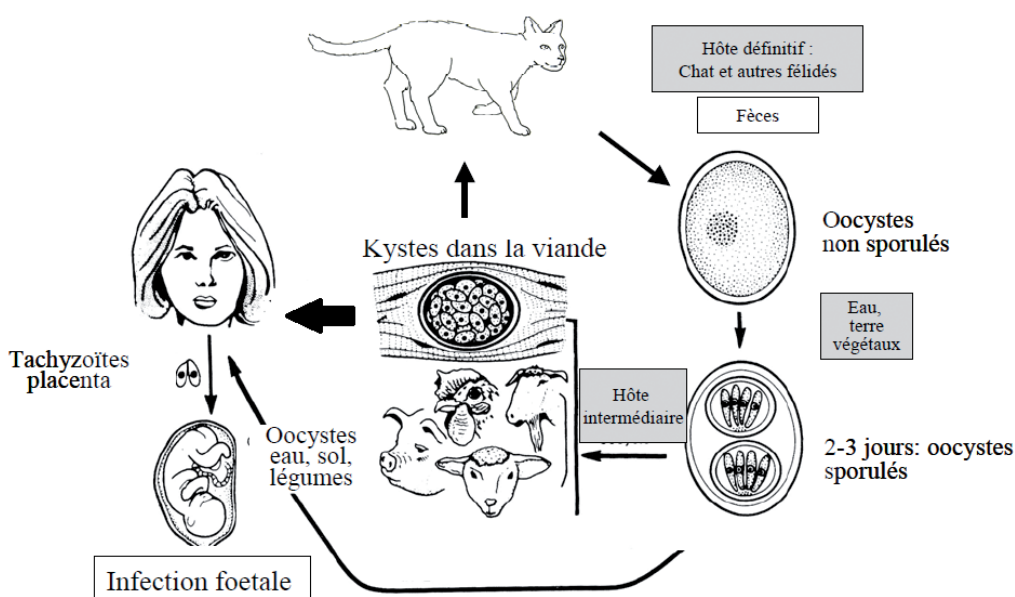 Hôte définitif :
Chat et autres félidés
Fèces
Oocystes
non sporulés
Kystes dans la viande
Eau,
terre
végétaux
Tachyzoïtes
placenta
Hôte
intermédiaire
Oocystes
eau, sol,
légumes
2-3 jours: oocystes
sporulés
Infection foetale